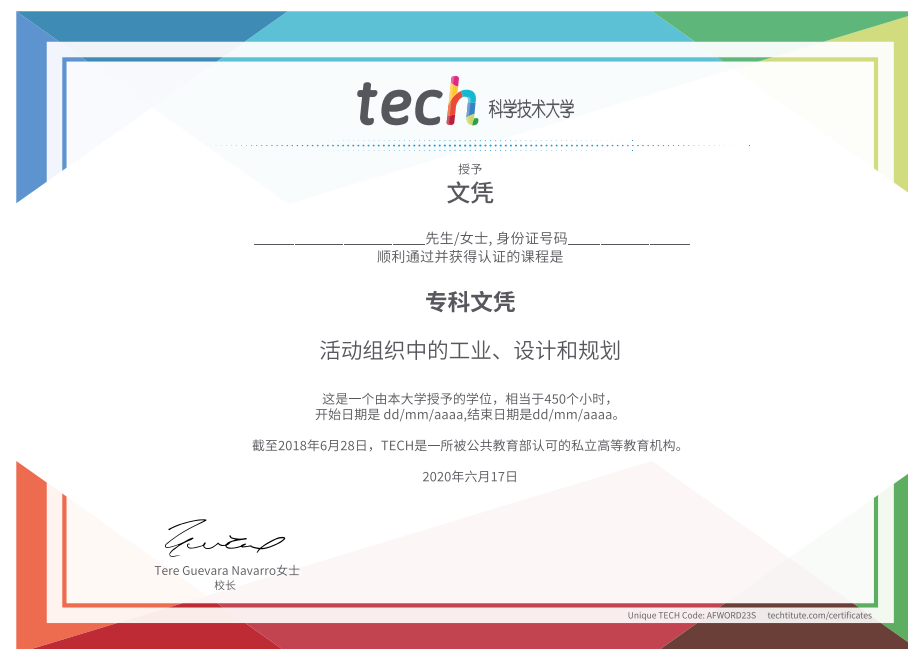 tech 科学技术大学
授予
文凭
____________________先生/女士, 身份证号码______________
顺利通过并获得认证的课程是
专科文凭
活动组织中的工业、设计和规划
这是一个由本大学授予的学位，相当于450个小时，
开始日期是 dd/mm/aaaa,结束日期是dd/mm/aaaa。
截至2018年6月28日，TECH是一所被公共教育部认可的私立高等教育机构。
2020年六月17日
Tere Guevara Navarro女士
校长
Unique TECH Code: AFWORD23S techtitute.com/certificates